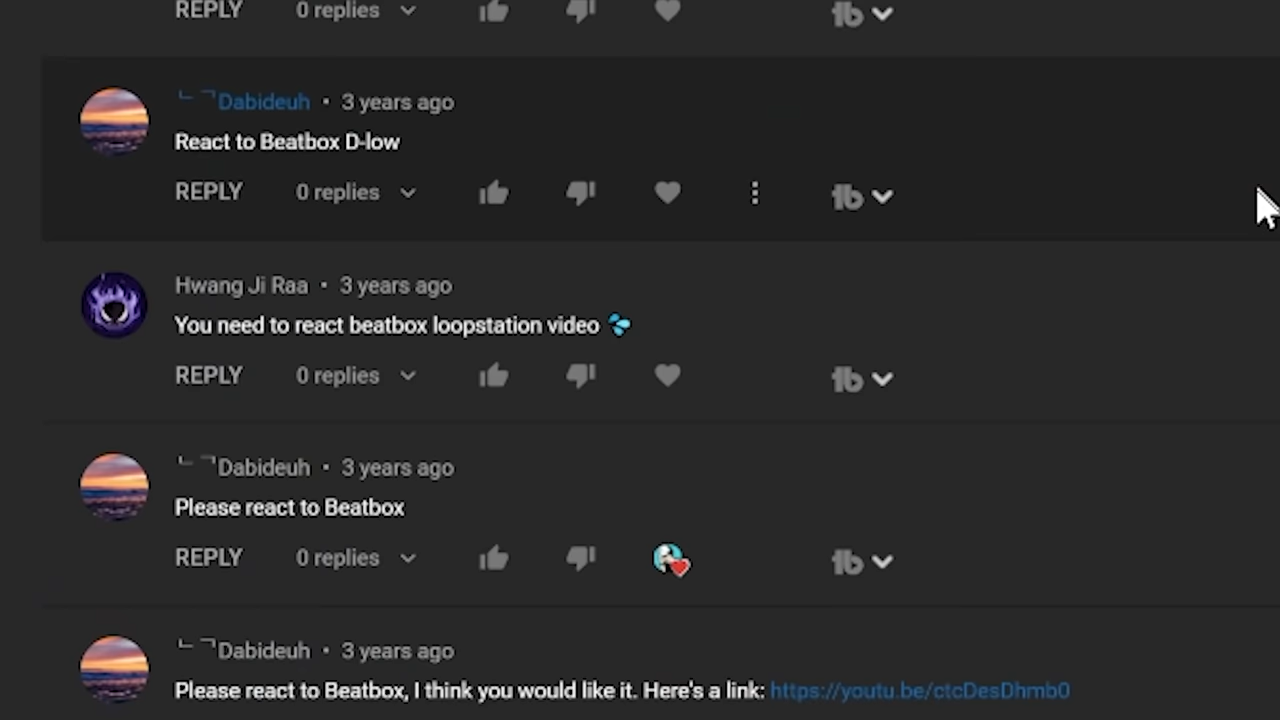 REPLY 0 replies
ㄴㄱDabideuh • 3 years ago
React to Beatbox D-low
REPLY 0 replies
Hwang Ji Raa • 3 years ago
You need to react beatbox loopstation video 💦
REPLY 0 replies
ㄴㄱDabideuh • 3 years ago
Please react to Beatbox
REPLY 0 replies
ㄴㄱDabideuh • 3 years ago
Please react to Beatbox, I think you would like it. Here's a link: https://youtu.be/ctcDesDhmb0